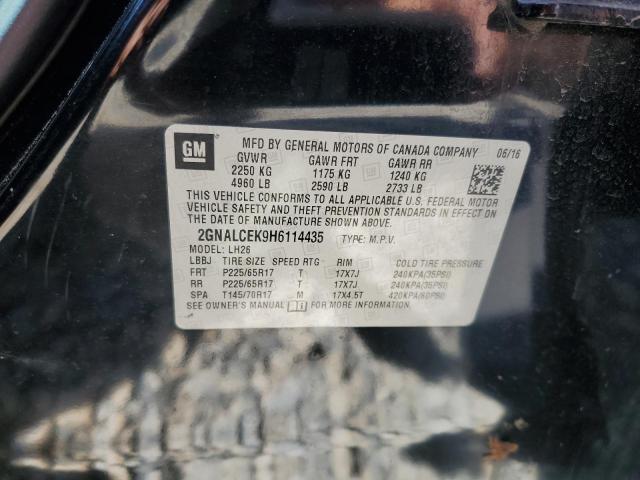 GM
MFD BY GENERAL MOTORS OF CANADA COMPANY 06/16
GVWR GAWR FRT GAWR RR
2250 KG 1175 KG 1240 KG
4960 LB 2590 LB 2733 LB
THIS VEHICLE CONFORMS TO ALL APPLICABLE U.S. FEDERAL MOTOR
VEHICLE SAFETY AND THEFT PREVENTION STANDARDS IN EFFECT ON THE
DATE OF MANUFACTURE SHOWN ABOVE.
2GNALCEK9H6114435 TYPE: M.P.V.
MODEL: LH26
LBBJ TIRE SIZE SPEED RTG RIM COLD TIRE PRESSURE
FRT P225/65R17 T 17X7J 240KPA(35PSI)
RR P225/65R17 T 17X7J 240KPA(35PSI)
SPA T145/70R17 M 17X4.5T 420KPA(60PSI)
SEE OWNER'S MANUAL FOR MORE INFORMATION.